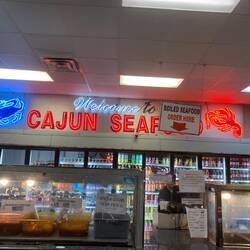 Welcome to
CAJUN SEAF
BOILED SEAFOOD
ORDER HERE